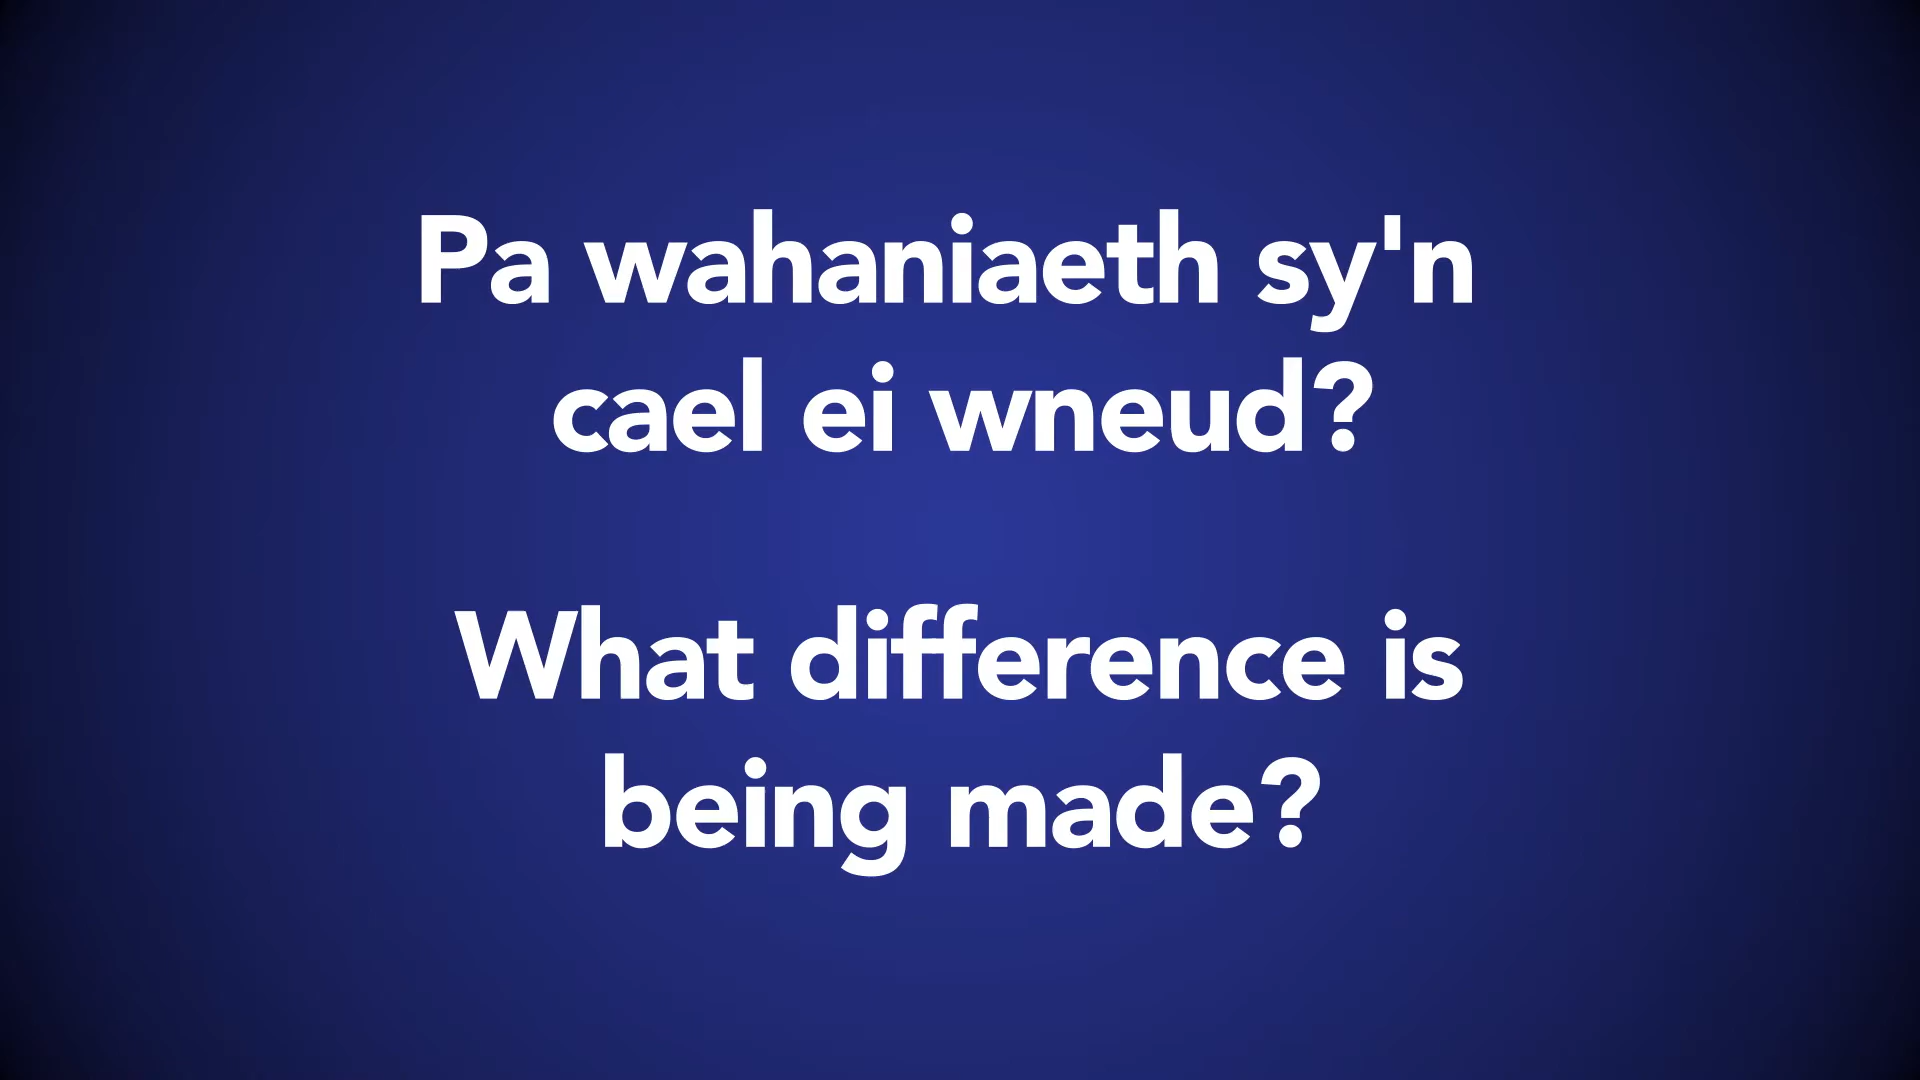 Pa wahaniaeth sy'n
cael ei wneud?
What difference is
being made?